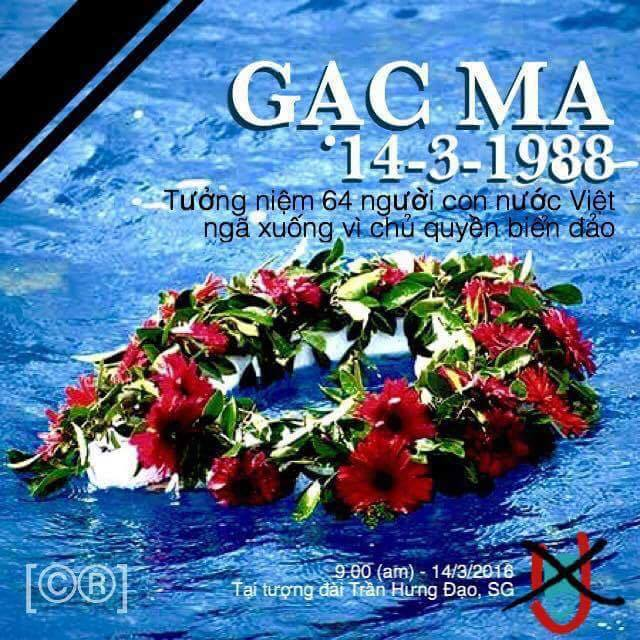 GẠC MA
14-3-1988
Tưởng niệm 64 người con nước Việt
ngã xuống vì chủ quyền biển đảo
9.00 (am) - 14/3/2016
Tại tượng đài Trần Hưng Đạo, SG
[©®]
U